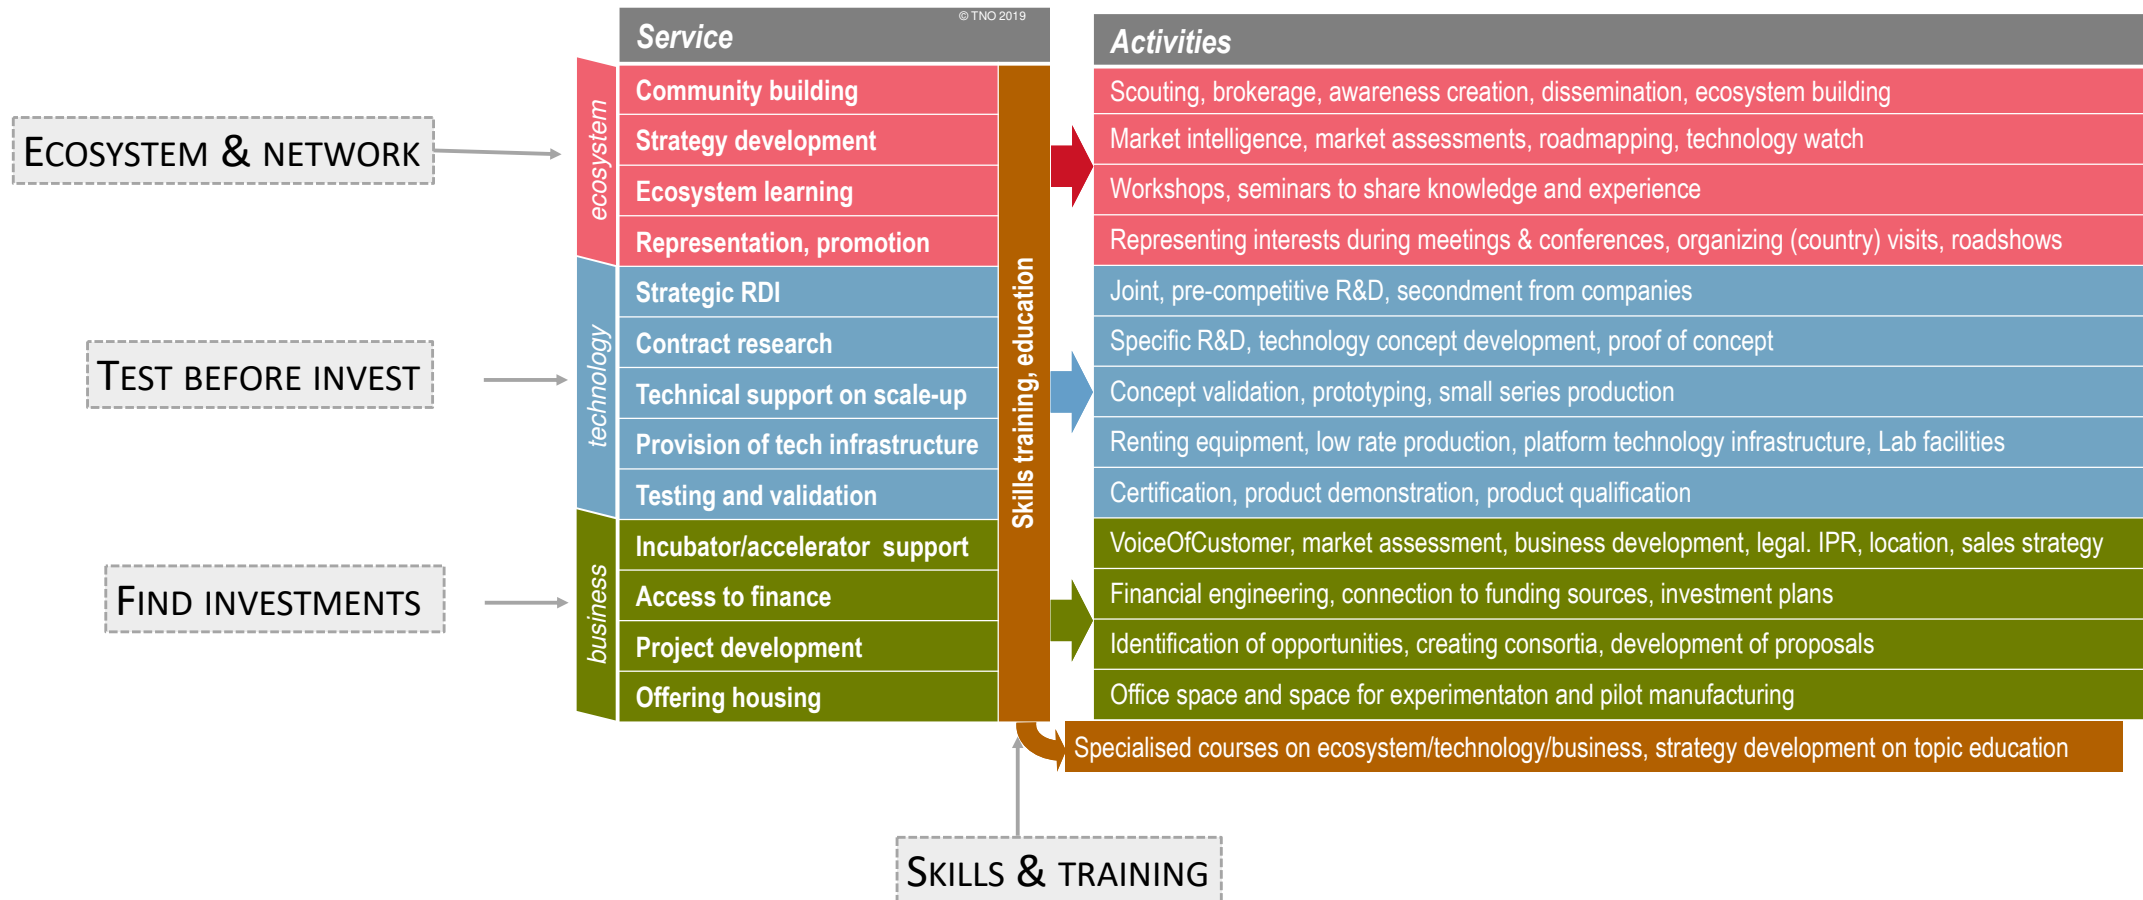 © TNO 2019
Service
Activities
ECOSYSTEM & NETWORK
ecosystem
Community building
Scouting, brokerage, awareness creation, dissemination, ecosystem building
Strategy development
Market intelligence, market assessments, roadmapping, technology watch
Ecosystem learning
Workshops, seminars to share knowledge and experience
Representation, promotion
Representing interests during meetings & conferences, organizing (country) visits, roadshows
TEST BEFORE INVEST
technology
Strategic RDI
Joint, pre-competitive R&D, secondment from companies
Contract research
Specific R&D, technology concept development, proof of concept
Technical support on scale-up
Concept validation, prototyping, small series production
Provision of tech infrastructure
Renting equipment, low rate production, platform technology infrastructure, Lab facilities
Testing and validation
Certification, product demonstration, product qualification
FIND INVESTMENTS
business
Incubator/accelerator support
VoiceOfCustomer, market assessment, business development, legal. IPR, location, sales strategy
Access to finance
Financial engineering, connection to funding sources, investment plans
Project development
Identification of opportunities, creating consortia, development of proposals
Offering housing
Office space and space for experimentaton and pilot manufacturing
Skills training, education
Specialised courses on ecosystem/technology/business, strategy development on topic education
SKILLS & TRAINING